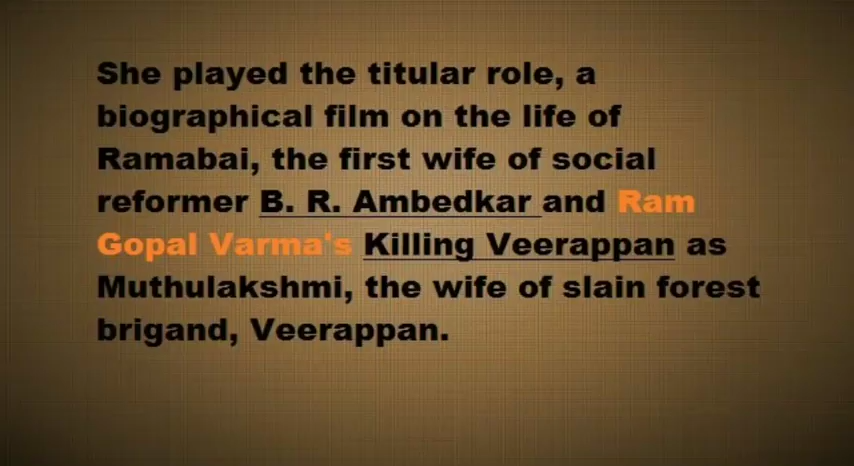 She played the titular role, a
biographical film on the life of
Ramabai, the first wife of social
reformer B. R. Ambedkar and Ram
Gopal Varma's Killing Veerappan as
Muthulakshmi, the wife of slain forest
brigand, Veerappan.